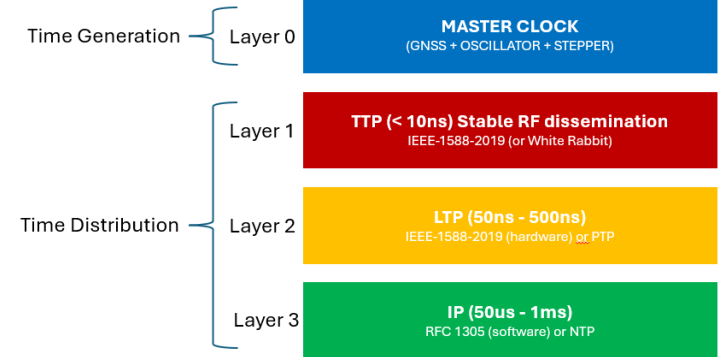 Time Generation
Layer 0
MASTER CLOCK
(GNSS + OSCILLATOR + STEPPER)
Time Distribution
Layer 1
TTP (< 10ns) Stable RF dissemination
IEEE-1588-2019 (or White Rabbit)
Layer 2
LTP (50ns - 500ns)
IEEE-1588-2019 (hardware) or PTP
Layer 3
IP (50us - 1ms)
RFC 1305 (software) or NTP